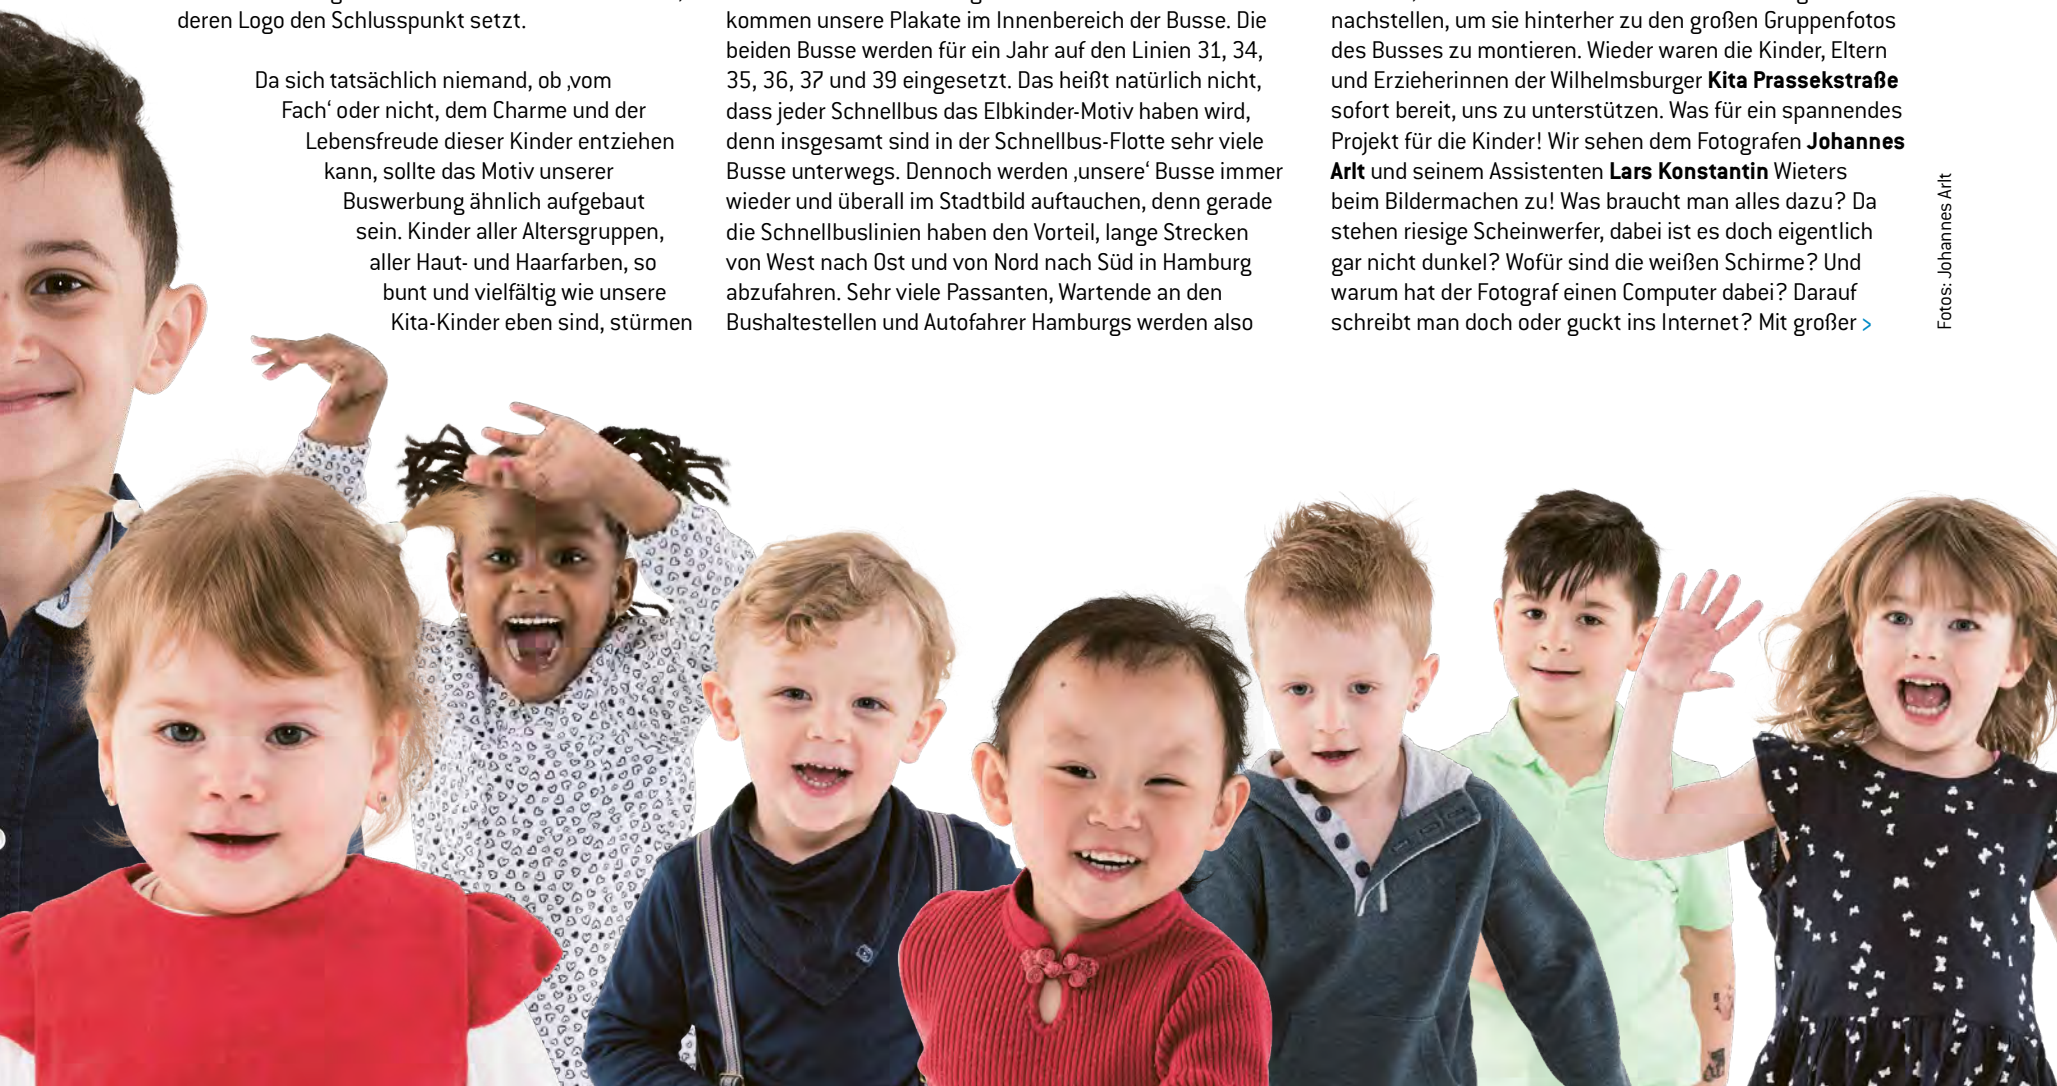 deren Logo den Schlusspunkt setzt.
Da sich tatsächlich niemand, ob ‚vom
Fach‘ oder nicht, dem Charme und der
Lebensfreude dieser Kinder entziehen
kann, sollte das Motiv unserer
Buswerbung ähnlich aufgebaut
sein. Kinder aller Altersgruppen,
aller Haut- und Haarfarben, so
bunt und vielfältig wie unsere
Kita-Kinder eben sind, stürmen
kommen unsere Plakate im Innenbereich der Busse. Die
beiden Busse werden für ein Jahr auf den Linien 31, 34,
35, 36, 37 und 39 eingesetzt. Das heißt natürlich nicht,
dass jeder Schnellbus das Elbkinder-Motiv haben wird,
denn insgesamt sind in der Schnellbus-Flotte sehr viele
Busse unterwegs. Dennoch werden ‚unsere‘ Busse immer
wieder und überall im Stadtbild auftauchen, denn gerade
die Schnellbuslinien haben den Vorteil, lange Strecken
von West nach Ost und von Nord nach Süd in Hamburg
abzufahren. Sehr viele Passanten, Wartende an den
Bushaltestellen und Autofahrer Hamburgs werden also
nachstellen, um sie hinterher zu den großen Gruppenfotos
des Busses zu montieren. Wieder waren die Kinder, Eltern
und Erzieherinnen der Wilhelmsburger Kita Prassekstraße
sofort bereit, uns zu unterstützen. Was für ein spannendes
Projekt für die Kinder! Wir sehen dem Fotografen Johannes
Arlt und seinem Assistenten Lars Konstantin Wieters
beim Bildermachen zu! Was braucht man alles dazu? Da
stehen riesige Scheinwerfer, dabei ist es doch eigentlich
gar nicht dunkel? Wofür sind die weißen Schirme? Und
warum hat der Fotograf einen Computer dabei? Darauf
schreibt man doch oder guckt ins Internet? Mit großer >
Fotos: Johannes Arlt